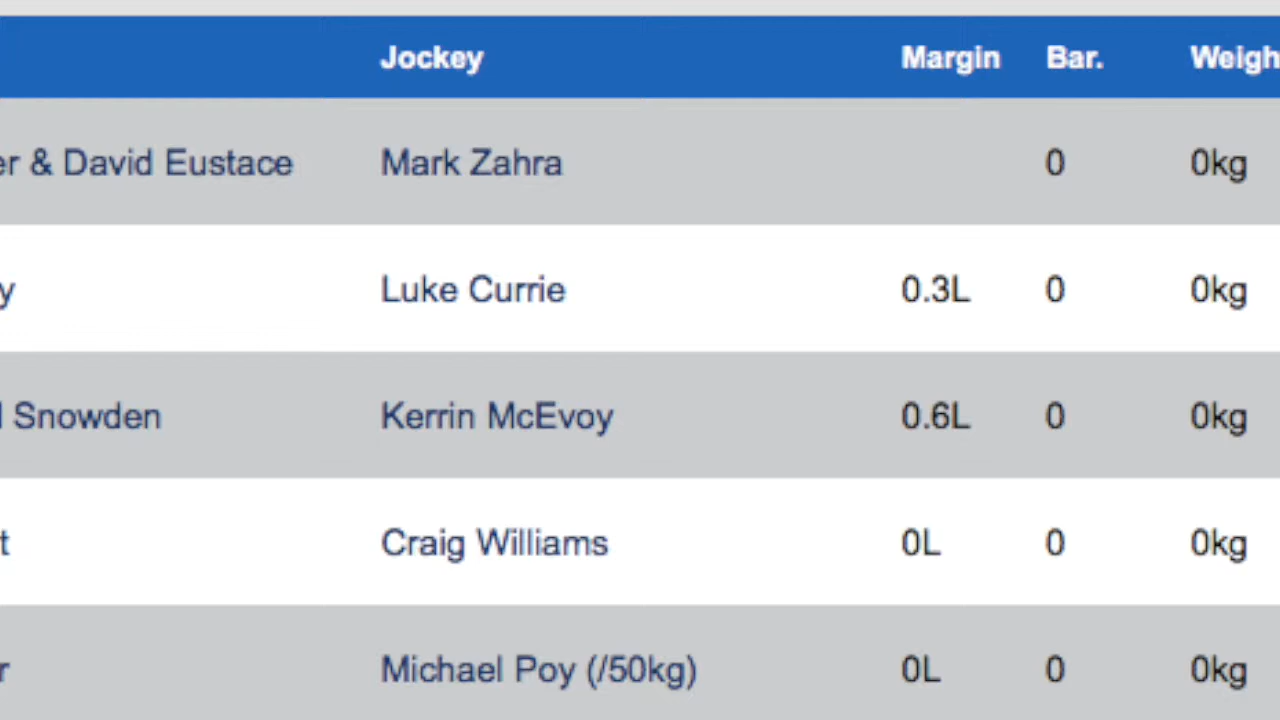 Jockey Margin Bar. Weigh
er & David Eustace Mark Zahra 0 0kg
y Luke Currie 0.3L 0 0kg
Snowden Kerrin McEvoy 0.6L 0 0kg
t Craig Williams 0L 0 0kg
r Michael Poy (/50kg) 0L 0 0kg